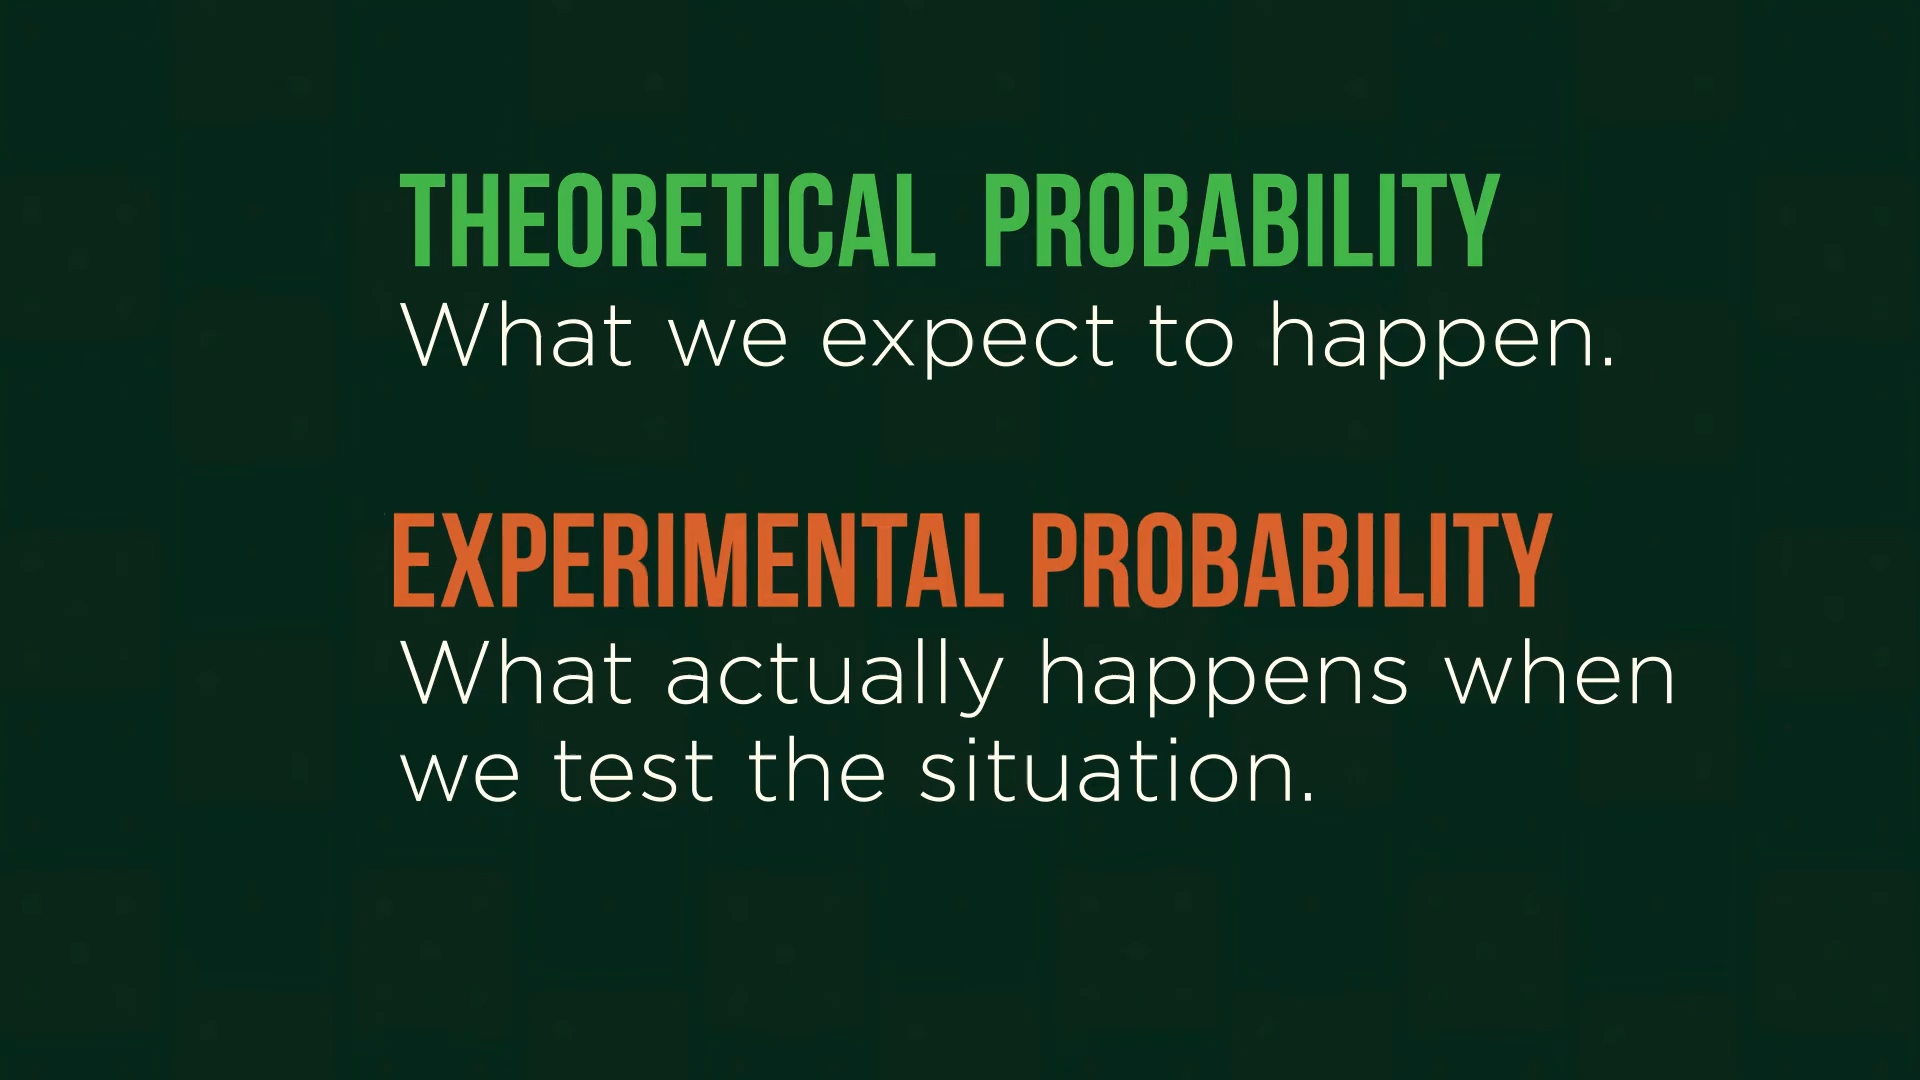 THEORETICAL PROBABILITY
What we expect to happen.
EXPERIMENTAL PROBABILITY
What actually happens when
we test the situation.